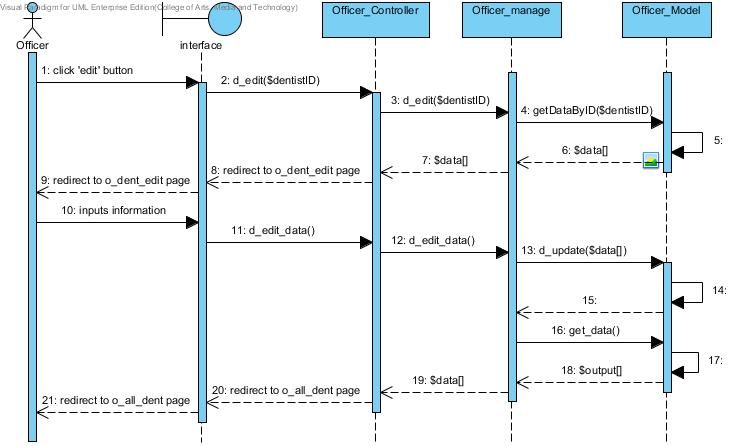 Visual Paradigm for UML Enterprise Edition(College of Arts, Media and Technology)
Officer_Controller
Officer_manage
Officer_Model
Officer
interface
1: click 'edit' button
2: d_edit($dentistID)
3: d_edit($dentistID)
4: getDataByID($dentistID)
5:
6: $data[]
7: $data[]
8: redirect to o_dent_edit page
9: redirect to o_dent_edit page
10: inputs information
11: d_edit_data()
12: d_edit_data()
13: d_update($data[])
14:
15:
16: get_data()
17:
18: $output[]
19: $data[]
20: redirect to o_all_dent page
21: redirect to o_all_dent page